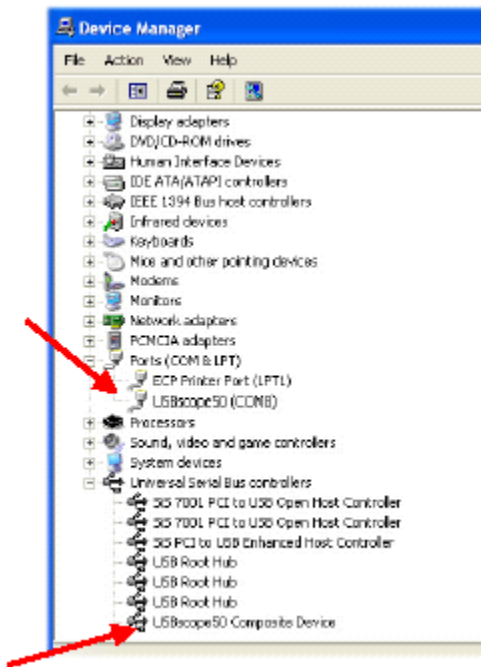 Device Manager
File Action View Help
Display adapters
DVD/CD-ROM drives
Human Interface Devices
IDE ATA/ATAPI controllers
IEEE 1394 Bus host controllers
Infrared devices
Keyboards
Mice and other pointing devices
Modems
Monitors
Network adapters
PCMCIA adapters
Ports (COM & LPT)
ECP Printer Port (LPT1)
USBscope50 (COM8)
Processors
Sound, video and game controllers
System devices
Universal Serial Bus controllers
SiS 7001 PCI to USB Open Host Controller
SiS 7001 PCI to USB Open Host Controller
SiS PCI to USB Enhanced Host Controller
USB Root Hub
USB Root Hub
USB Root Hub
USBscope50 Composite Device